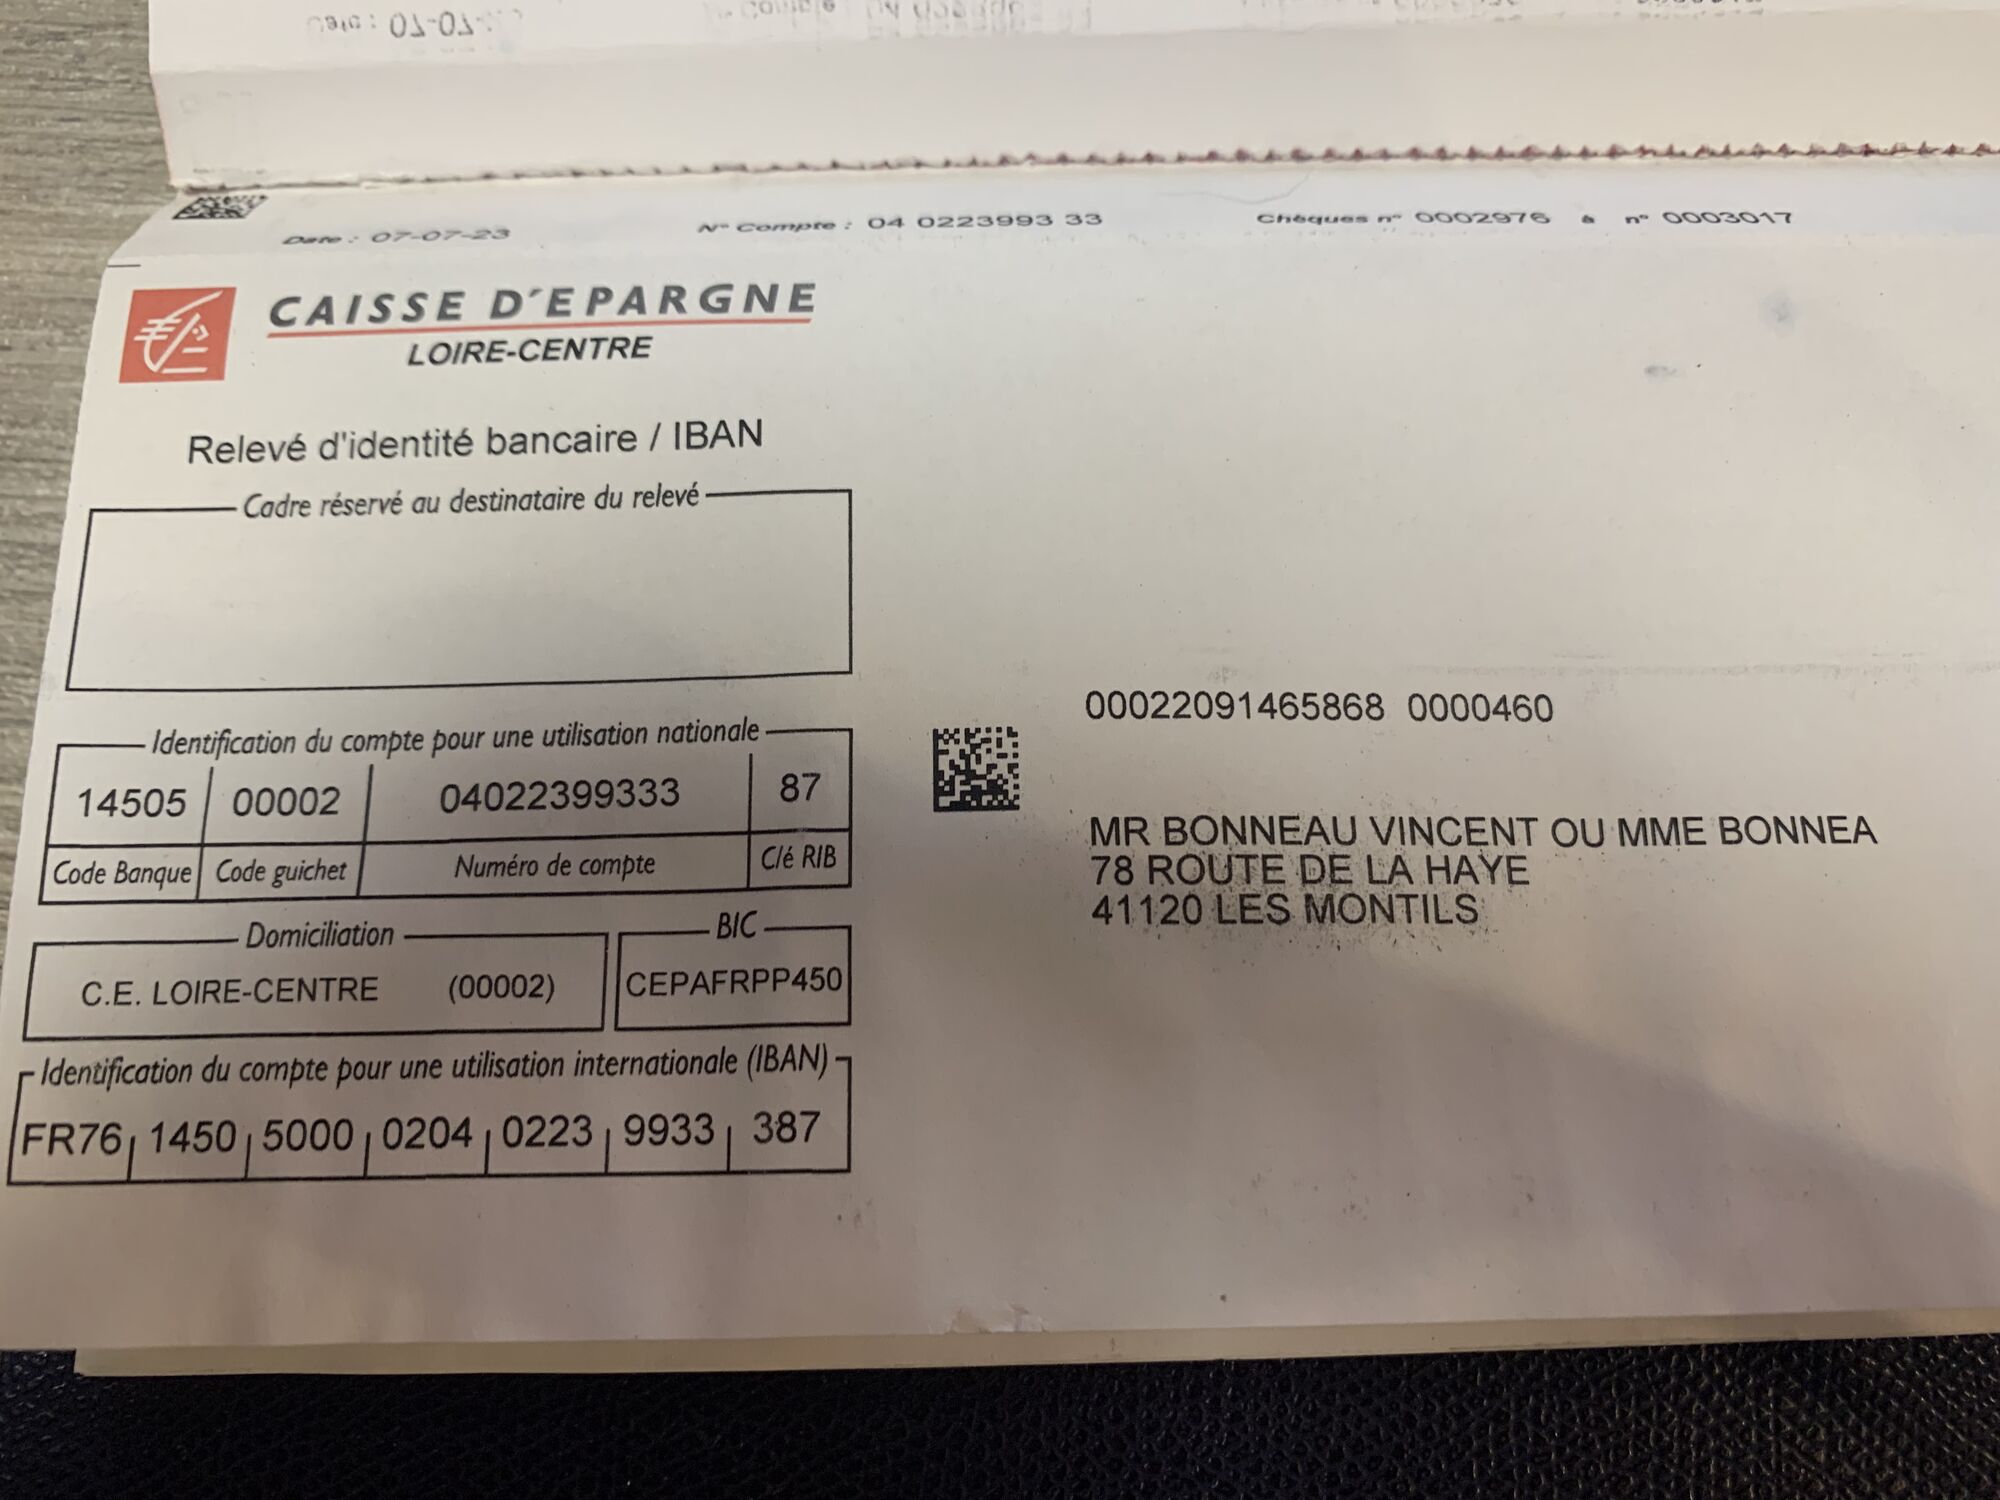 Date : 07-07-23 N° Compte : 04 0223993 33 Chèques n° 0002976 à n° 0003017
CAISSE D'EPARGNE
LOIRE-CENTRE
Relevé d'identité bancaire / IBAN
Cadre réservé au destinataire du relevé
Identification du compte pour une utilisation nationale
14505 00002 04022399333 87
Code Banque Code guichet Numéro de compte Clé RIB
Domiciliation BIC
C.E. LOIRE-CENTRE (00002) CEPAFRPP450
Identification du compte pour une utilisation internationale (IBAN)
FR76 1450 5000 0204 0223 9933 387
00022091465868 0000460
MR BONNEAU VINCENT OU MME BONNEA
78 ROUTE DE LA HAYE
41120 LES MONTILS